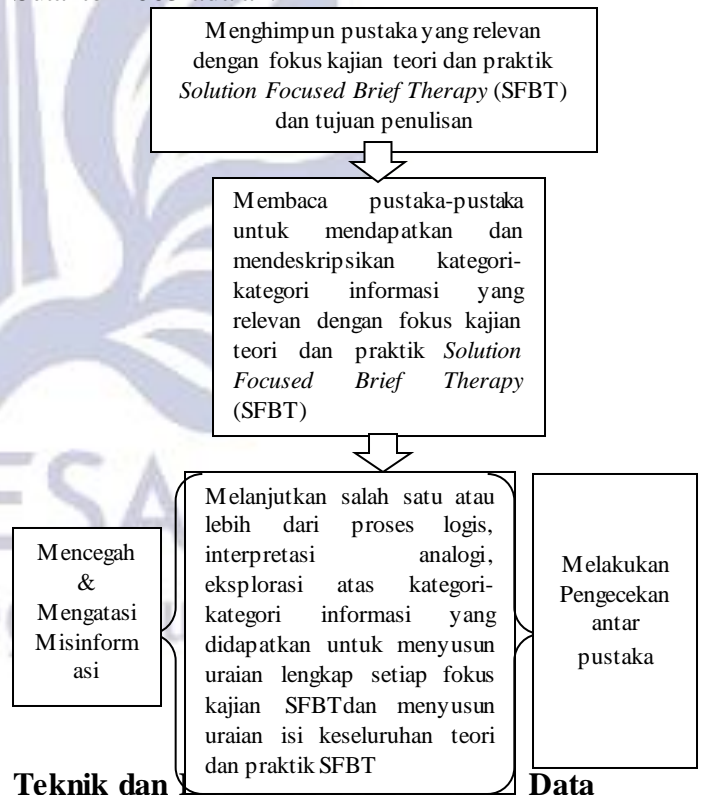 Menghimpun pustaka yang relevan
dengan fokus kajian teori dan praktik
Solution Focused Brief Therapy (SFBT)
dan tujuan penulisan
Membaca pustaka-pustaka
untuk mendapatkan dan
mendeskripsikan kategori-
kategori informasi yang
relevan dengan fokus kajian
teori dan praktik Solution
Focused Brief Therapy
(SFBT)
Mencegah
&
Mengatasi
Misinform
asi
Melanjutkan salah satu atau
lebih dari proses logis,
interpretasi analogi,
eksplorasi atas kategori-
kategori informasi yang
didapatkan untuk menyusun
uraian lengkap setiap fokus
kajian SFBTdan menyusun
uraian isi keseluruhan teori
dan praktik SFBT
Melakukan
Pengecekan
antar
pustaka
Teknik dan Data